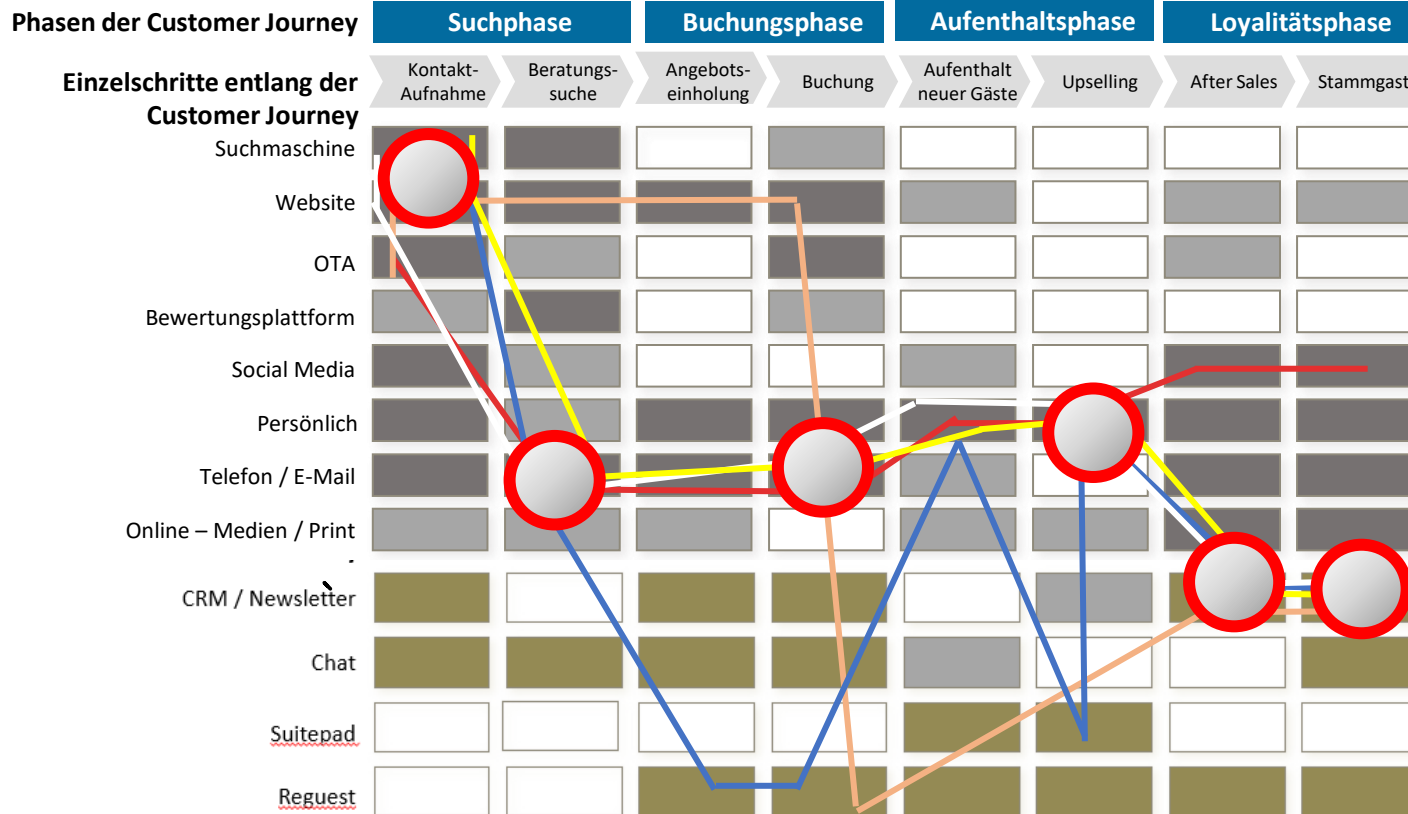 Phasen der Customer Journey
Suchphase
Buchungsphase
Aufenthaltsphase
Loyalitätsphase
Einzelschritte entlang der
Customer Journey
Kontakt-
Aufnahme
Beratungs-
suche
Angebots-
einholung
Buchung
Aufenthalt
neuer Gäste
Upselling
After Sales
Stammgast
Suchmaschine
Website
OTA
Bewertungsplattform
Social Media
Persönlich
Telefon / E-Mail
Online – Medien / Print
CRM / Newsletter
Chat
Suitepad
Reguest